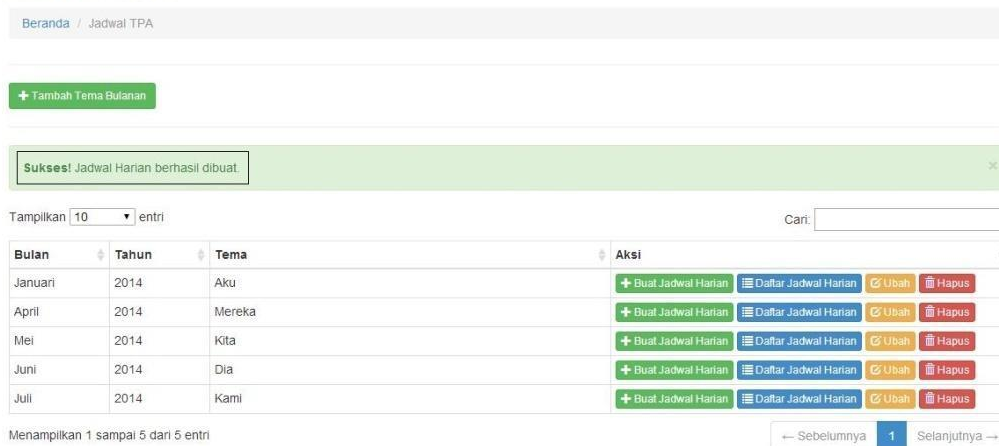 Beranda / Jadwal TPA
+ Tambah Tema Bulanan
Sukses! Jadwal Harian berhasil dibuat. ×
Tampilkan 10 entri Cari:
Bulan Tahun Tema Aksi
Januari 2014 Aku + Buat Jadwal Harian Daftar Jadwal Harian Ubah Hapus
April 2014 Mereka + Buat Jadwal Harian Daftar Jadwal Harian Ubah Hapus
Mei 2014 Kita + Buat Jadwal Harian Daftar Jadwal Harian Ubah Hapus
Juni 2014 Dia + Buat Jadwal Harian Daftar Jadwal Harian Ubah Hapus
Juli 2014 Kami + Buat Jadwal Harian Daftar Jadwal Harian Ubah Hapus
Menampilkan 1 sampai 5 dari 5 entri ← Sebelumnya 1 Selanjutnya →